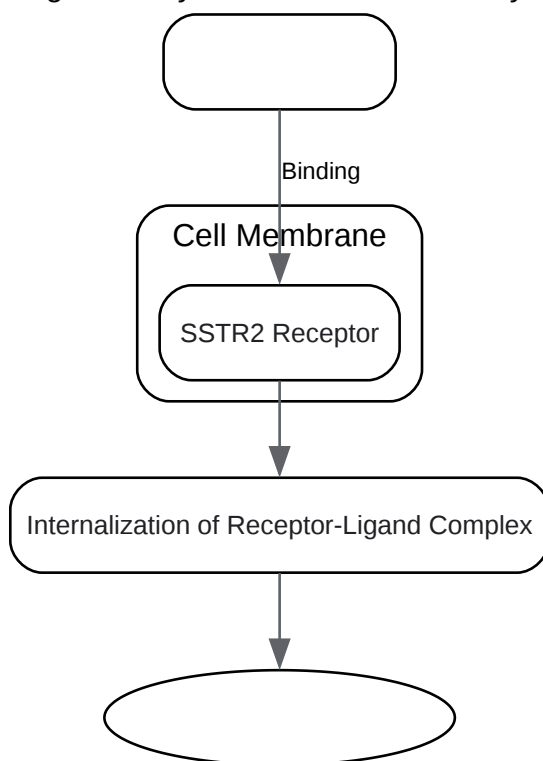 Binding
Cell Membrane
SSTR2 Receptor
Internalization of Receptor-Ligand Complex